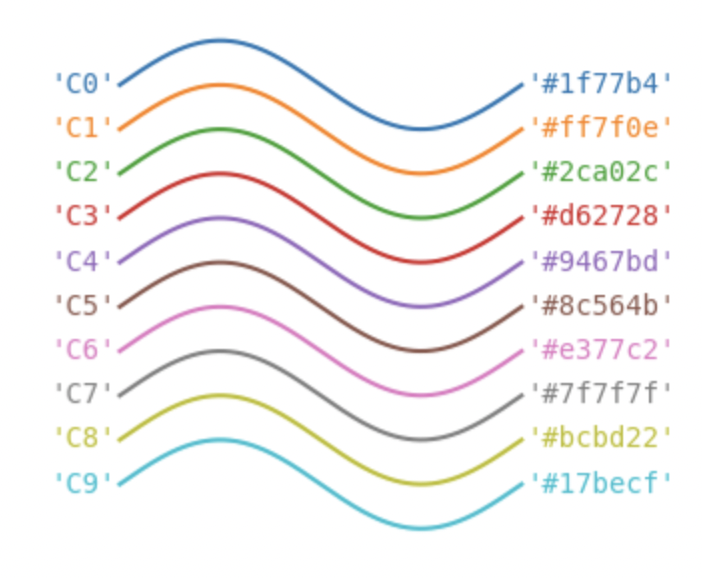 'C0' '#1f77b4'
'C1' '#ff7f0e'
'C2' '#2ca02c'
'C3' '#d62728'
'C4' '#9467bd'
'C5' '#8c564b'
'C6' '#e377c2'
'C7' '#7f7f7f'
'C8' '#bcbd22'
'C9' '#17becf'